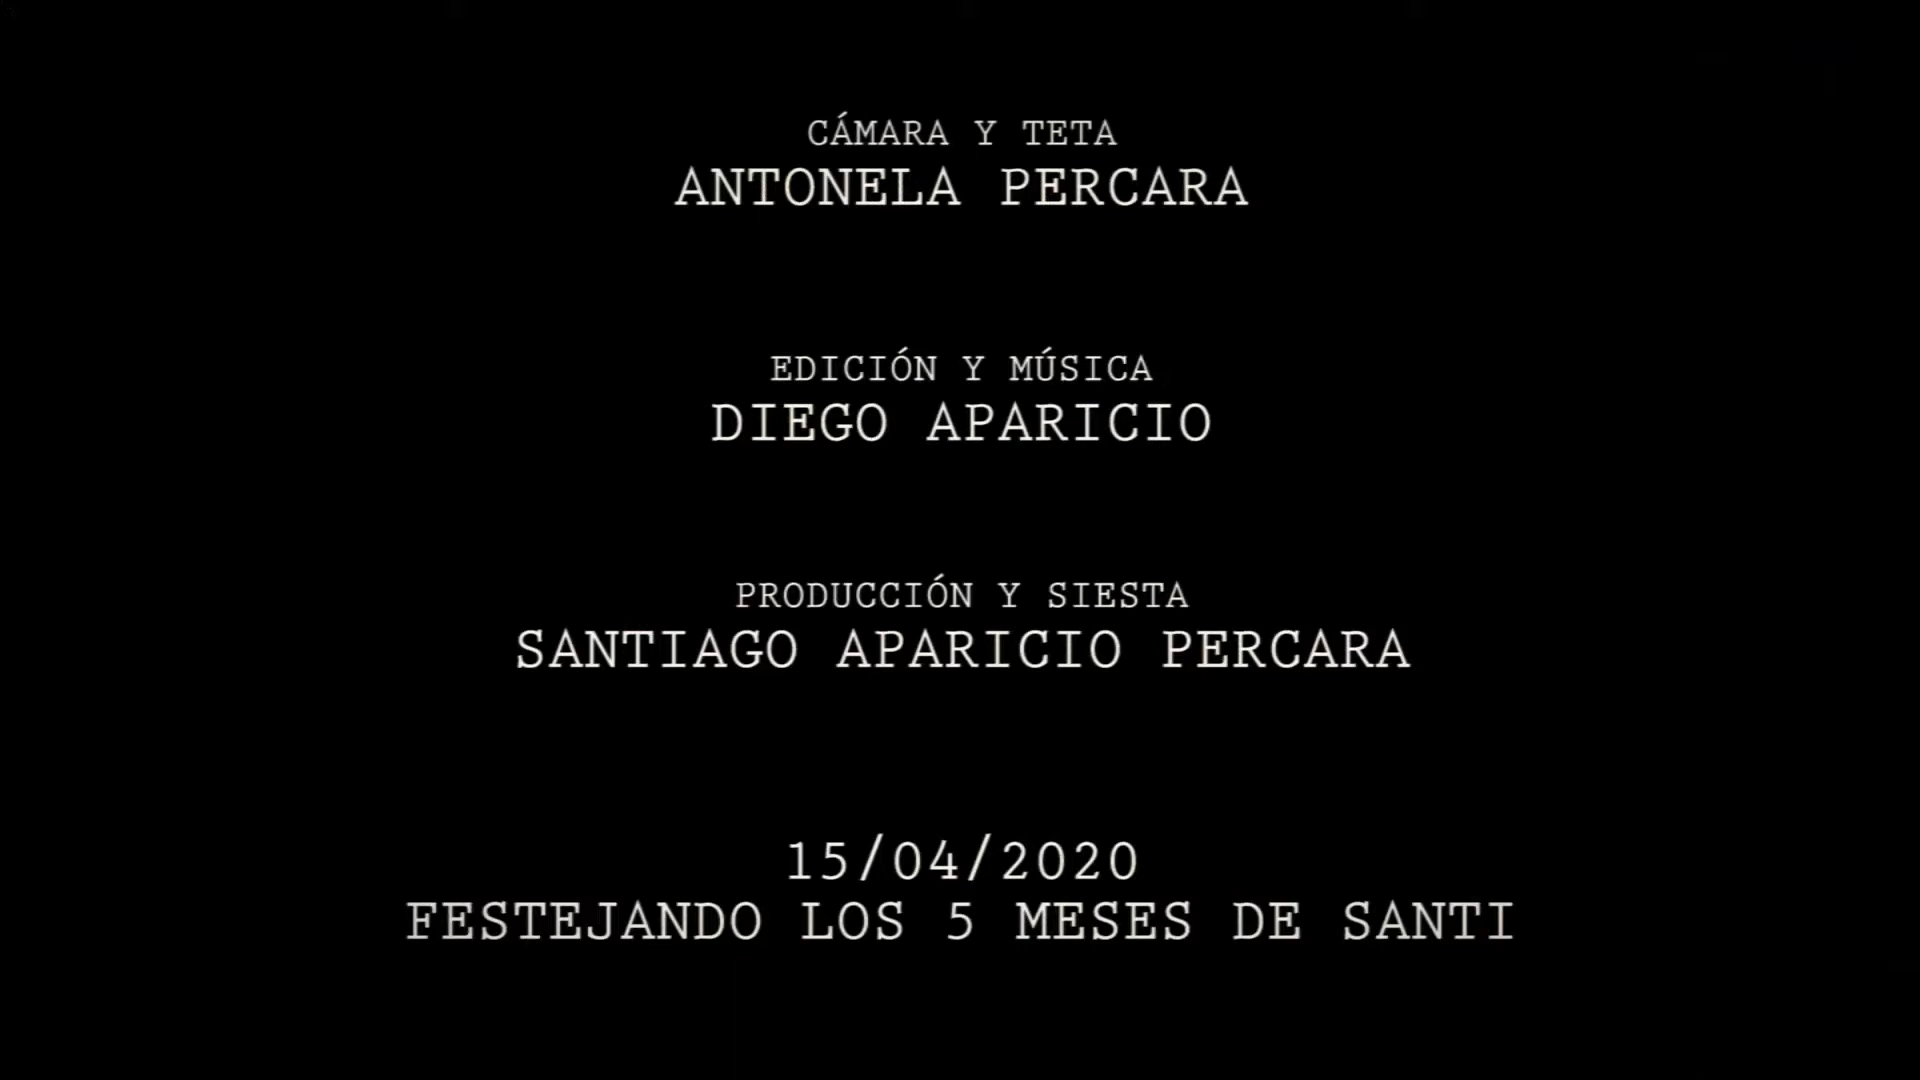 CÁMARA Y TETA
ANTONELA PERCARA
EDICIÓN Y MÚSICA
DIEGO APARICIO
PRODUCCIÓN Y SIESTA
SANTIAGO APARICIO PERCARA
15/04/2020
FESTEJANDO LOS 5 MESES DE SANTI